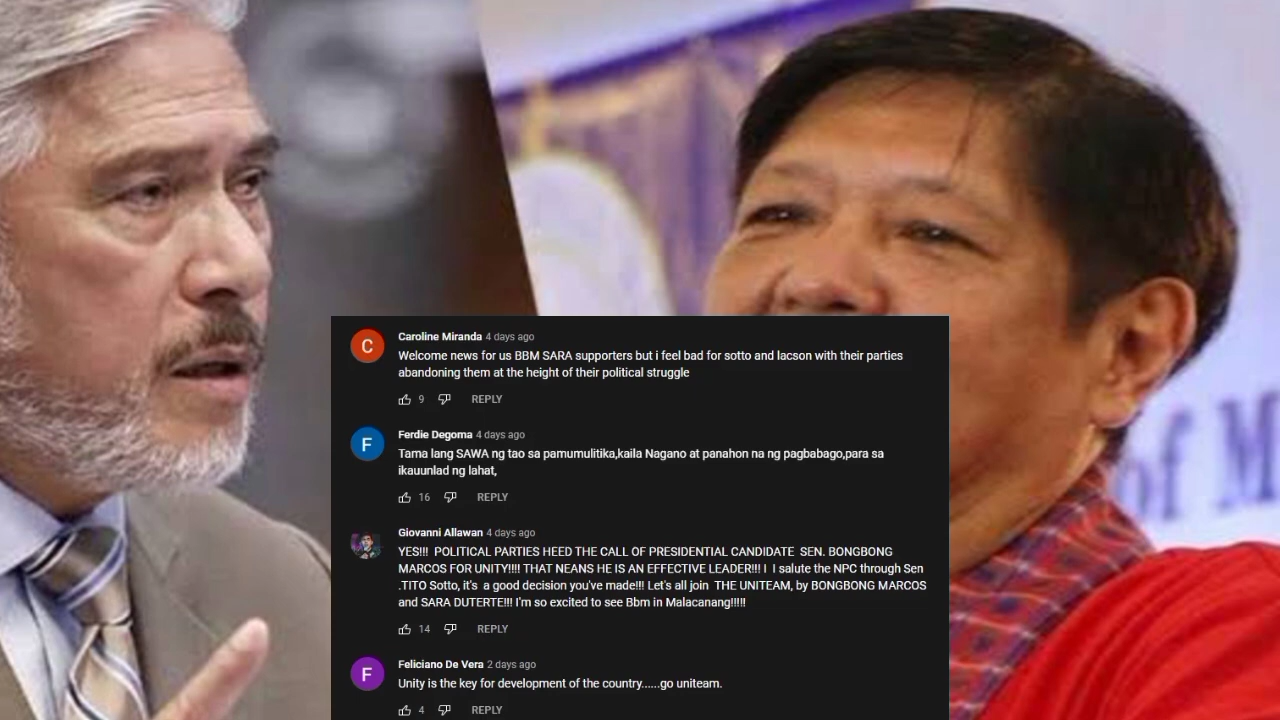 of M
C
Caroline Miranda 4 days ago
Welcome news for us BBM SARA supporters but i feel bad for sotto and lacson with their parties
abandoning them at the height of their political struggle
9 REPLY
F
Ferdie Degoma 4 days ago
Tama lang SAWA ng tao sa pamumulitika,kaila Nagano at panahon na ng pagbabago,para sa
ikauunlad ng lahat,
16 REPLY
Giovanni Allawan 4 days ago
YES!!! POLITICAL PARTIES HEED THE CALL OF PRESIDENTIAL CANDIDATE SEN. BONGBONG
MARCOS FOR UNITY!!!! THAT NEANS HE IS AN EFFECTIVE LEADER!!! I I salute the NPC through Sen
.TITO Sotto, it's a good decision you've made!!! Let's all join THE UNITEAM, by BONGBONG MARCOS
and SARA DUTERTE!!! I'm so excited to see Bbm in Malacanang!!!!!
14 REPLY
F
Feliciano De Vera 2 days ago
Unity is the key for development of the country......go uniteam.
4 REPLY